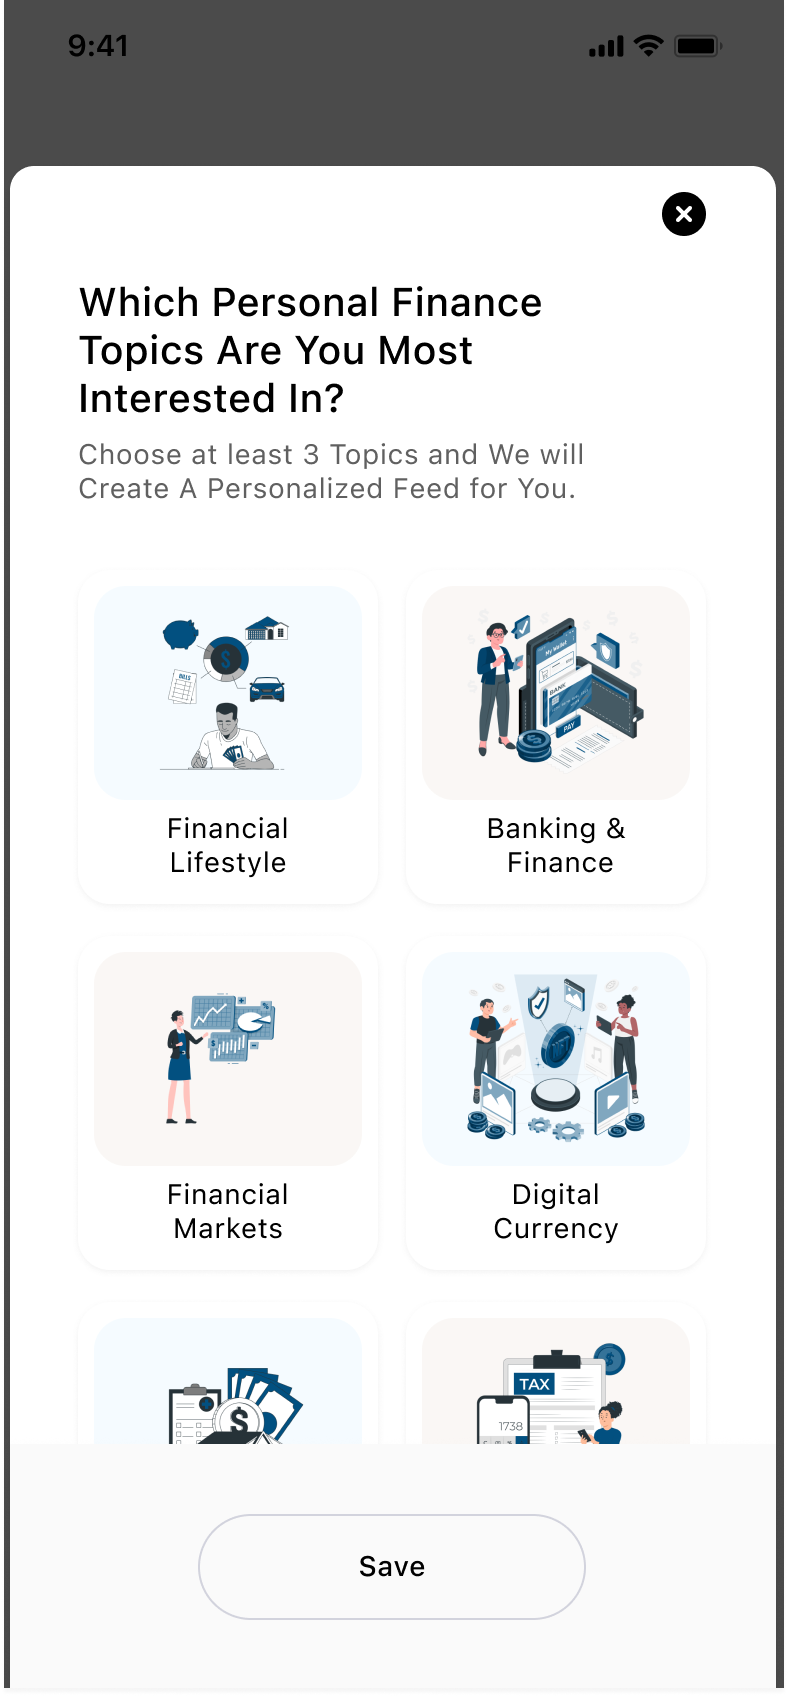 9:41
Which Personal Finance
Topics Are You Most
Interested In?
Choose at least 3 Topics and We will
Create A Personalized Feed for You.
BILLS
My Wallet
BANK
PAY
Financial
Lifestyle
Banking &
Finance
NFT
Financial
Markets
Digital
Currency
TAX
1738
Save